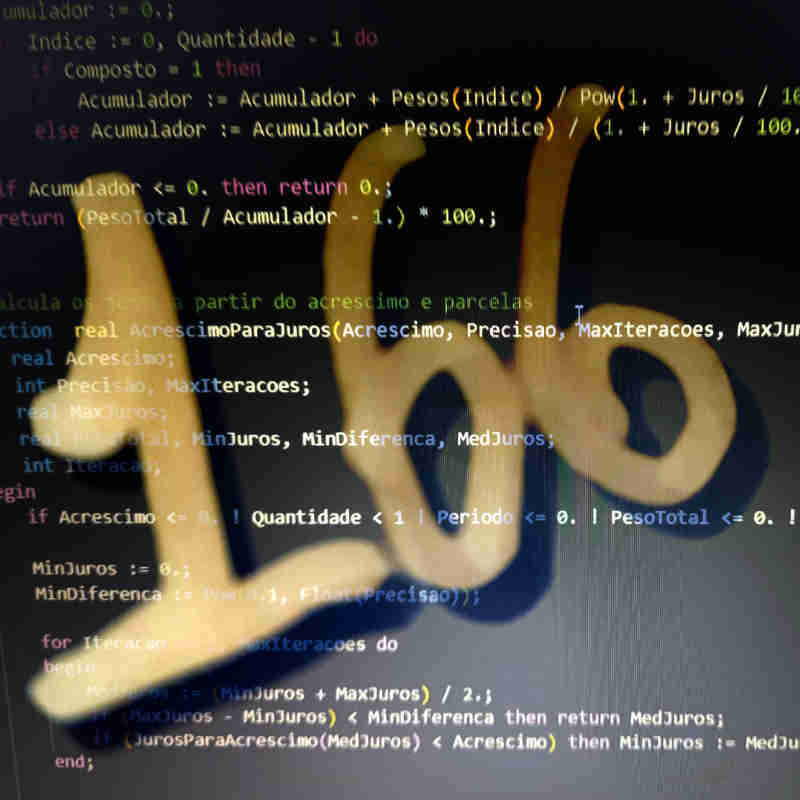 umulador := 0.;
Indice := 0, Quantidade - 1 do
if Composto = 1 then
Acumulador := Acumulador + Pesos(Indice) / Pow(1. + Juros / 10
else Acumulador := Acumulador + Pesos(Indice) / (1. + Juros / 100.
if Acumulador <= 0. then return 0.;
return (PesoTotal / Acumulador - 1.) * 100.;
alcula os juros a partir do acrescimo e parcelas
ction real AcrescimoParaJuros(Acrescimo, Precisao, MaxIteracoes, MaxJur
real Acrescimo;
int Precisao, MaxIteracoes;
real MaxJuros;
real PesoTotal, MinJuros, MinDiferenca, MedJuros;
int Iteracao;
egin
if Acrescimo <= 0. ! Quantidade < 1 ! Periodo <= 0. ! PesoTotal <= 0. !
MinJuros := 0.;
MinDiferenca := Pow(0.1, Float(Precisao));
for Iteracao MaxIteracoes do
begin
MedJuros := (MinJuros + MaxJuros) / 2.;
if (MaxJuros - MinJuros) < MinDiferenca then return MedJuros;
if (JurosParaAcrescimo(MedJuros) < Acrescimo) then MinJuros := MedJu
end;
166